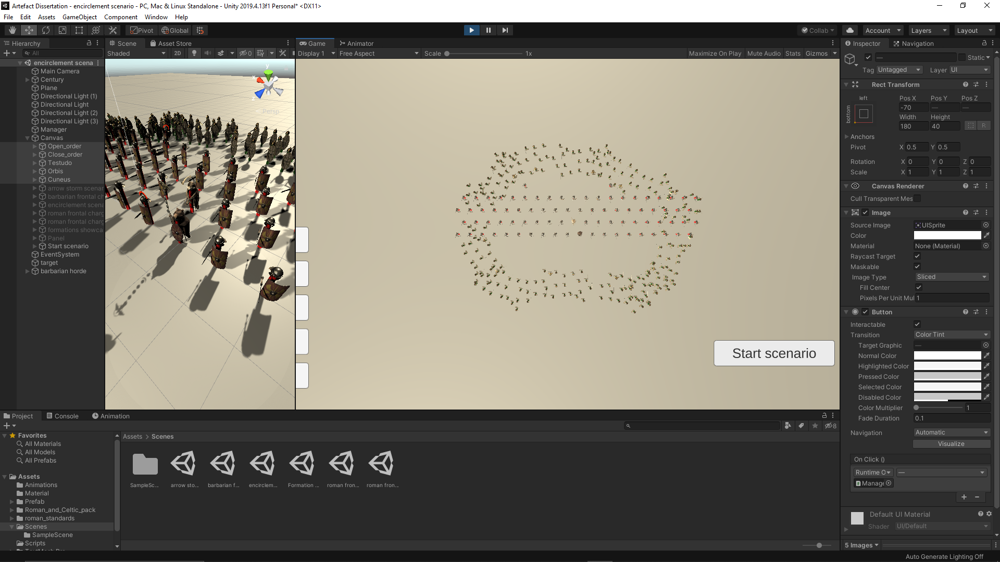 Artefact Dissertation - encirclement scenario - PC, Mac & Linux Standalone - Unity 2019.4.13f1 Personal* <DX11>
File Edit Assets GameObject Component Window Help
Pivot Global Collab Account Layers Layout
Hierarchy
All
encirclement scena
Main Camera
Century
Plane
Directional Light (1)
Directional Light
Directional Light (2)
Directional Light (3)
Manager
Canvas
Open_order
Close_order
Testudo
Orbis
Cuneus
arrow storm scenar
barbarian frontal ch
encirclement scena
roman frontal charg
roman frontal charg
formations showca
Panel
Start scenario
EventSystem
target
barbarian horde
Scene Asset Store
Shaded 2D 0
y
x
z
Persp
Game Animator
Display 1 Free Aspect Scale 1x Maximize On Play Mute Audio Stats Gizmos
Start scenario
Inspector Navigation
— Static
Tag Untagged Layer UI
Rect Transform
left
bottom
Pos X Pos Y Pos Z
-70 — —
Width Height
180 40 R
Anchors
Pivot X 0.5 Y 0.5
Rotation X 0 Y 0 Z 0
Scale X 1 Y 1 Z 1
Canvas Renderer
Cull Transparent Mes
Image
Source Image UISprite
Color
Material None (Material)
Raycast Target
Maskable
Image Type Sliced
Fill Center
Pixels Per Unit Mul 1
Button
Interactable
Transition Color Tint
Target Graphic —
Normal Color
Highlighted Color
Pressed Color
Selected Color
Disabled Color
Color Multiplier 1
Fade Duration 0.1
Navigation Automatic
Visualize
On Click ()
Runtime O —
Manage
Default UI Material
Shader UI/Default
5 Images
Project Console Animation
8
Favorites
All Materials
All Models
All Prefabs
Assets
Animations
Material
Prefab
Roman_and_Celtic_pack
roman_standards
Scenes
SampleScene
Scripts
Assets > Scenes
SampleSc... arrow sto... barbarian f... encirclem... Formation ... roman fron... roman fron...
Auto Generate Lighting Off